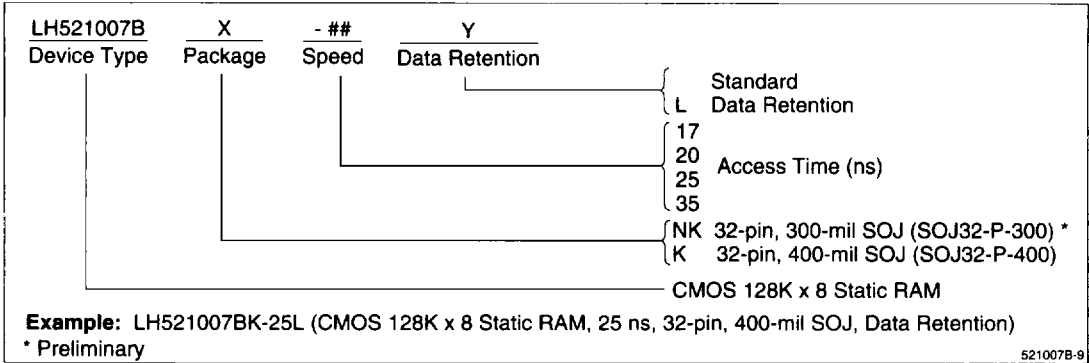 LH521007B X - ## Y
Device Type Package Speed Data Retention
Standard
L Data Retention
17
20
25
35
Access Time (ns)
NK 32-pin, 300-mil SOJ (SOJ32-P-300) *
K 32-pin, 400-mil SOJ (SOJ32-P-400)
CMOS 128K x 8 Static RAM
Example: LH521007BK-25L (CMOS 128K x 8 Static RAM, 25 ns, 32-pin, 400-mil SOJ, Data Retention)
* Preliminary
521007B-9